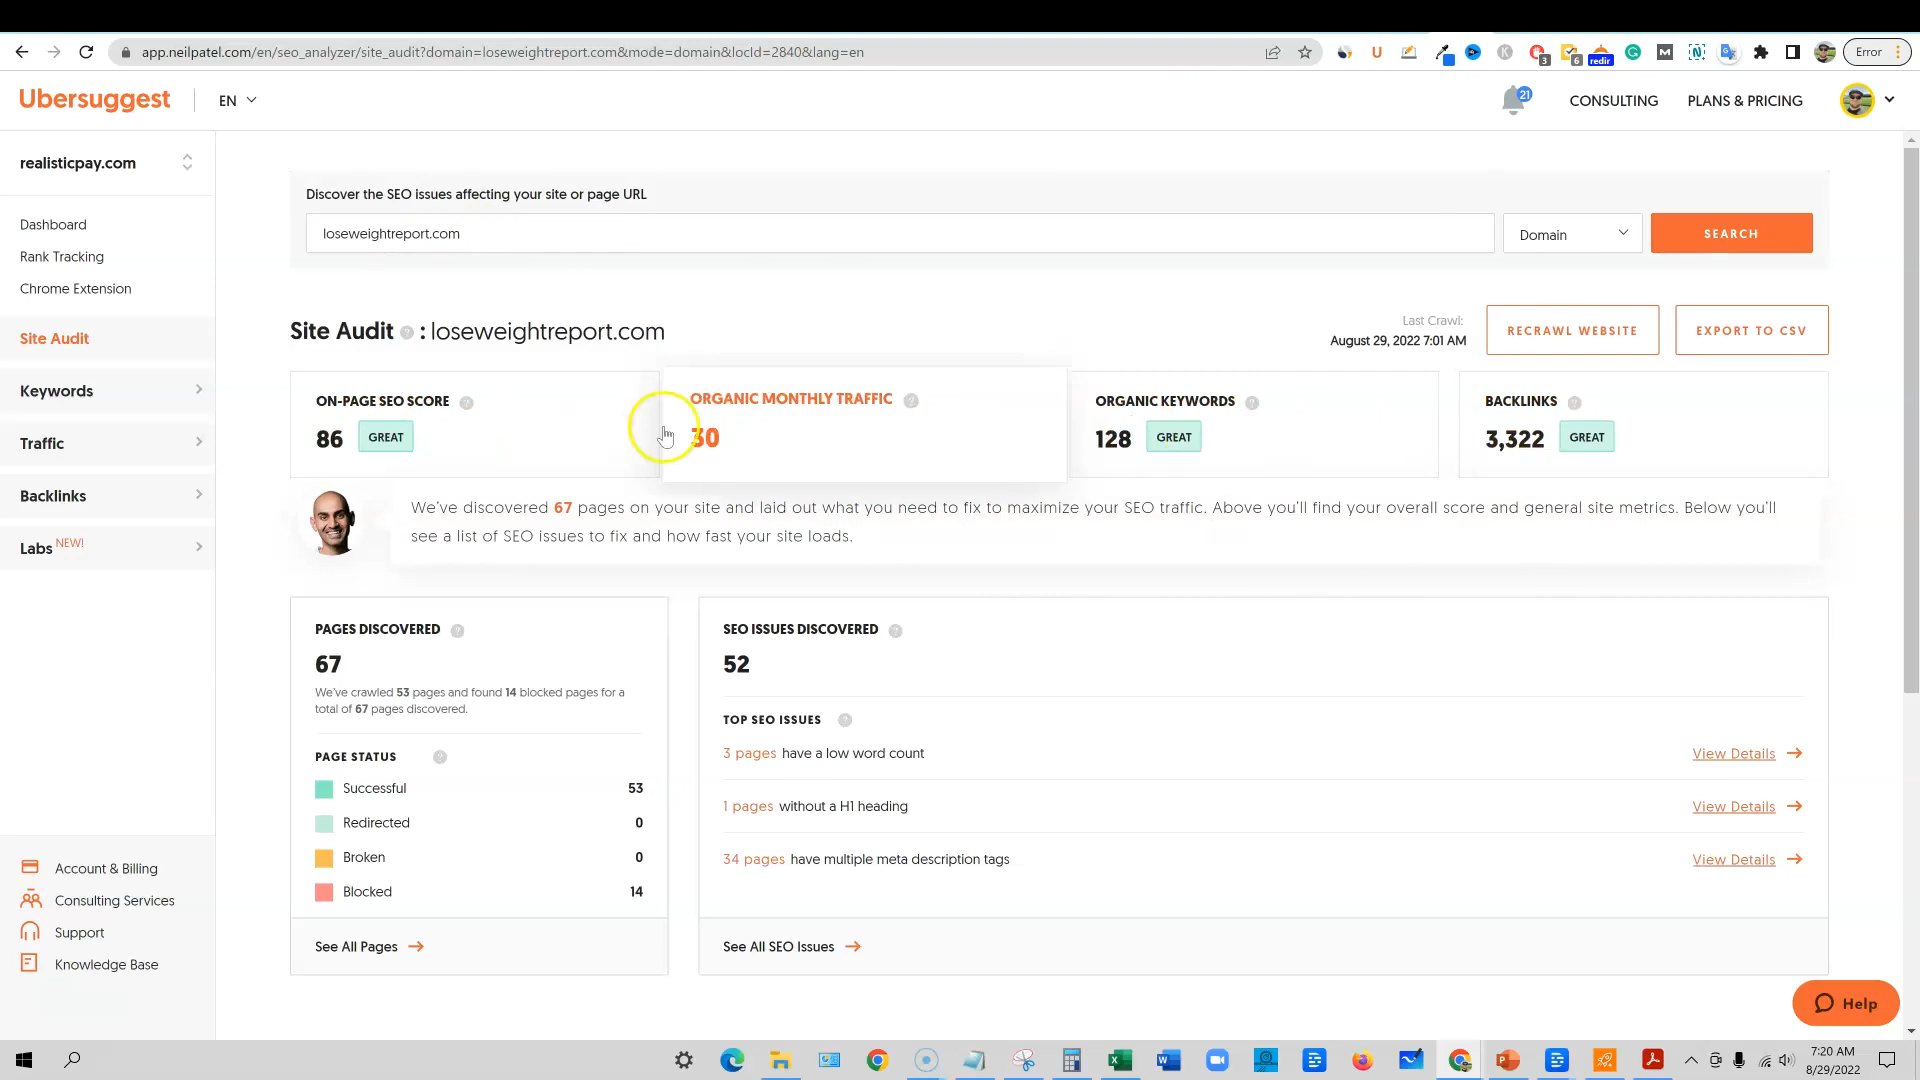 app.neilpatel.com/en/seo_analyzer/site_audit?domain=loseweightreport.com&mode=domain&locId=2840&lang=en
3
6
redir
Error
Ubersuggest
EN
21
CONSULTING
PLANS & PRICING
realisticpay.com
Dashboard
Rank Tracking
Chrome Extension
Site Audit
Keywords
Traffic
Backlinks
Labs NEW!
Account & Billing
Consulting Services
Support
Knowledge Base
Discover the SEO issues affecting your site or page URL
loseweightreport.com
Domain
SEARCH
Site Audit ? : loseweightreport.com
Last Crawl:
August 29, 2022 7:01 AM
RECRAWL WEBSITE
EXPORT TO CSV
ON-PAGE SEO SCORE ?
86 GREAT
ORGANIC MONTHLY TRAFFIC ?
30
ORGANIC KEYWORDS ?
128 GREAT
BACKLINKS ?
3,322 GREAT
We've discovered 67 pages on your site and laid out what you need to fix to maximize your SEO traffic. Above you'll find your overall score and general site metrics. Below you'll
see a list of SEO issues to fix and how fast your site loads.
PAGES DISCOVERED ?
67
We've crawled 53 pages and found 14 blocked pages for a
total of 67 pages discovered.
PAGE STATUS ?
Successful 53
Redirected 0
Broken 0
Blocked 14
See All Pages
SEO ISSUES DISCOVERED ?
52
TOP SEO ISSUES ?
3 pages have a low word count View Details
1 pages without a H1 heading View Details
34 pages have multiple meta description tags View Details
See All SEO Issues
Help
7:20 AM
8/29/2022